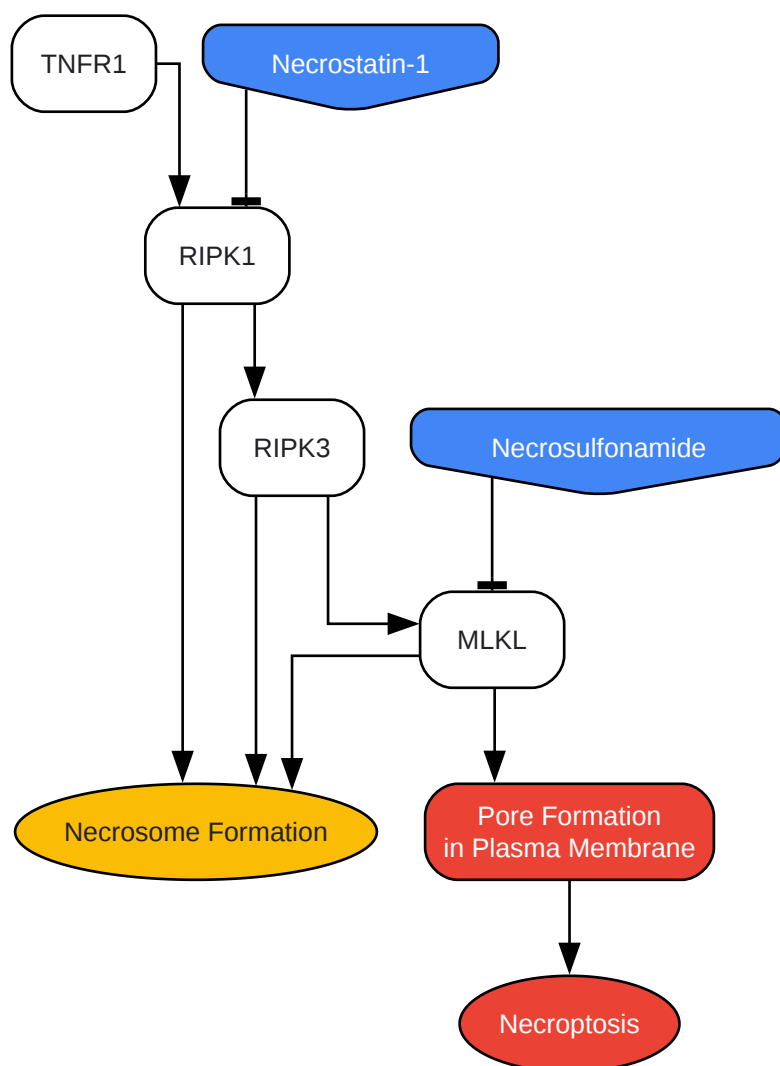 TNFR1
Necrostatin-1
RIPK1
RIPK3
Necrosulfonamide
MLKL
Necrosome Formation
Pore Formation
in Plasma Membrane
Necroptosis